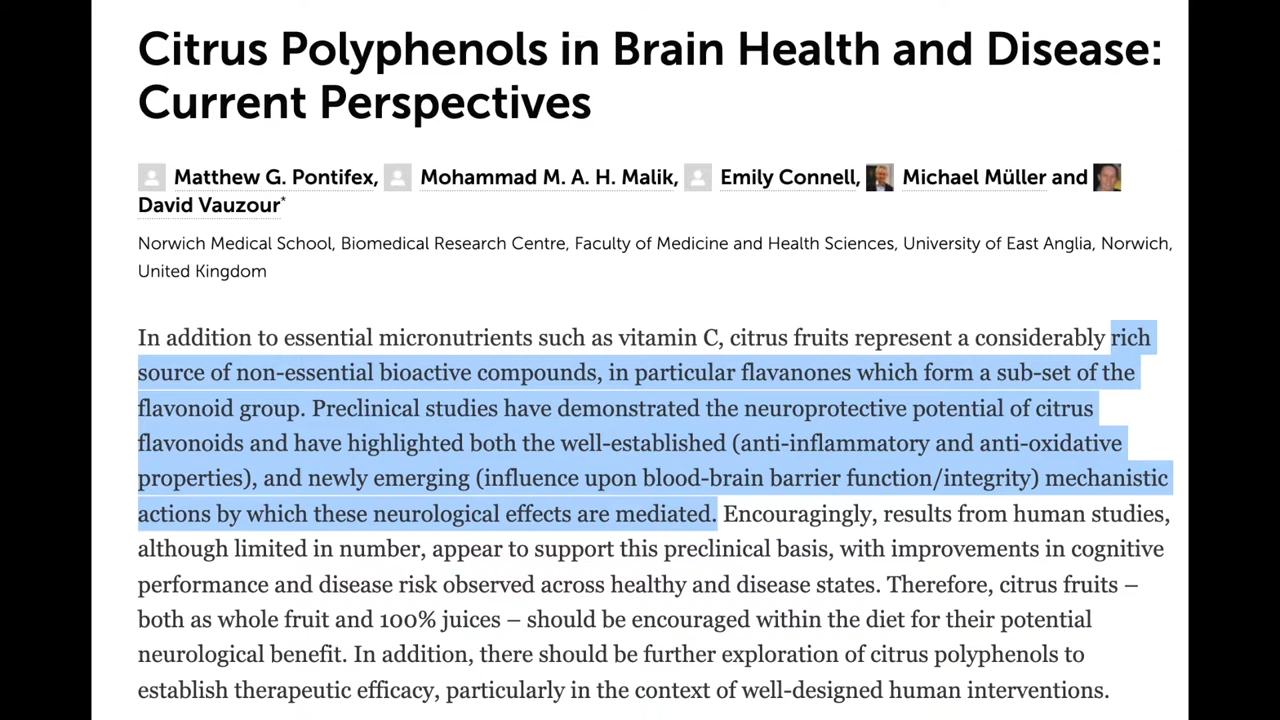 Citrus Polyphenols in Brain Health and Disease:
Current Perspectives
Matthew G. Pontifex, Mohammad M. A. H. Malik, Emily Connell, Michael Müller and
David Vauzour*
Norwich Medical School, Biomedical Research Centre, Faculty of Medicine and Health Sciences, University of East Anglia, Norwich,
United Kingdom
In addition to essential micronutrients such as vitamin C, citrus fruits represent a considerably rich
source of non-essential bioactive compounds, in particular flavanones which form a sub-set of the
flavonoid group. Preclinical studies have demonstrated the neuroprotective potential of citrus
flavonoids and have highlighted both the well-established (anti-inflammatory and anti-oxidative
properties), and newly emerging (influence upon blood-brain barrier function/integrity) mechanistic
actions by which these neurological effects are mediated. Encouragingly, results from human studies,
although limited in number, appear to support this preclinical basis, with improvements in cognitive
performance and disease risk observed across healthy and disease states. Therefore, citrus fruits –
both as whole fruit and 100% juices – should be encouraged within the diet for their potential
neurological benefit. In addition, there should be further exploration of citrus polyphenols to
establish therapeutic efficacy, particularly in the context of well-designed human interventions.